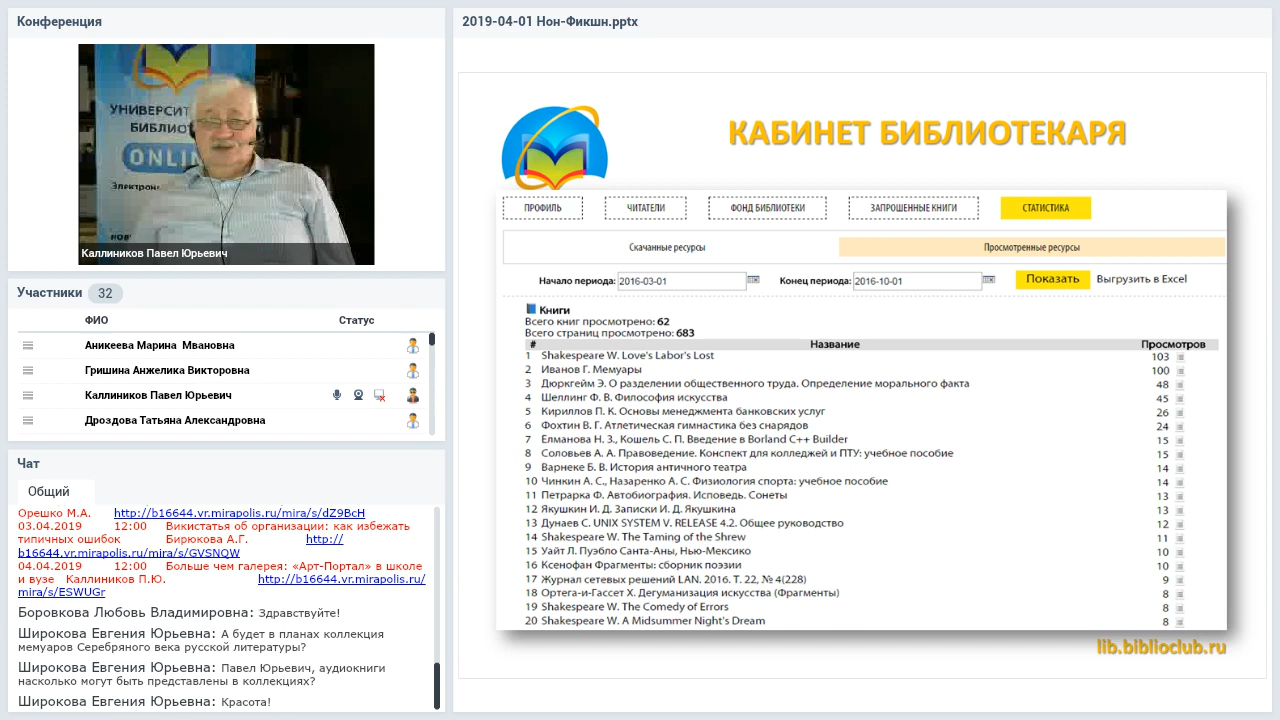 Конференция
УНИВЕРСИТ
БИБЛИО
ONLIN
Каллиников Павел Юрьевич
Участники 32
ФИО Статус
Аникеева Марина Мвановна
Гришина Анжелика Викторовна
Каллиников Павел Юрьевич
Дроздова Татьяна Александровна
Чат
Общий
Орешко М.А. http://b16644.vr.mirapolis.ru/mira/s/dZ9BcH
03.04.2019 12:00 Викистатья об организации: как избежать
типичных ошибок Бирюкова А.Г. http://
b16644.vr.mirapolis.ru/mira/s/GVSNQW
04.04.2019 12:00 Больше чем галерея: «Арт-Портал» в школе
и вузе Каллиников П.Ю. http://b16644.vr.mirapolis.ru/
mira/s/ESWUGr
Боровкова Любовь Владимировна: Здравствуйте!
Широкова Евгения Юрьевна: А будет в планах коллекция
мемуаров Серебряного века русской литературы?
Широкова Евгения Юрьевна: Павел Юрьевич, аудиокниги
насколько могут быть представлены в коллекциях?
Широкова Евгения Юрьевна: Красота!
2019-04-01 Нон-Фикшн.pptx
КАБИНЕТ БИБЛИОТЕКАРЯ
ПРОФИЛЬ ЧИТАТЕЛИ ФОНД БИБЛИОТЕКИ ЗАПРОШЕННЫЕ КНИГИ СТАТИСТИКА
Скачанные ресурсы Просмотренные ресурсы
Начало периода: 2016-03-01 Конец периода: 2016-10-01 Показать Выгрузить в Excel
Книги
Всего книг просмотрено: 62
Всего страниц просмотрено: 683
# Название Просмотров
1 Shakespeare W. Love's Labor's Lost 103
2 Иванов Г. Мемуары 100
3 Дюркгейм Э. О разделении общественного труда. Определение морального факта 48
4 Шеллинг Ф. В. Философия искусства 45
5 Кириллов П. К. Основы менеджмента банковских услуг 26
6 Фохтин В. Г. Атлетическая гимнастика без снарядов 24
7 Елманова Н. З., Кошель С. П. Введение в Borland C++ Builder 15
8 Соловьев А. А. Правоведение. Конспект для колледжей и ПТУ: учебное пособие 15
9 Варнеке Б. В. История античного театра 14
10 Чинкин А. С., Назаренко А. С. Физиология спорта: учебное пособие 14
11 Петрарка Ф. Автобиография. Исповедь. Сонеты 13
12 Якушкин И. Д. Записки И. Д. Якушкина 13
13 Дунаев С. UNIX SYSTEM V. RELEASE 4.2. Общее руководство 12
14 Shakespeare W. The Taming of the Shrew 11
15 Уайт Л. Пуэбло Санта-Аны, Нью-Мексико 10
16 Ксенофан Фрагменты: сборник поэзии 10
17 Журнал сетевых решений LAN. 2016. Т. 22, № 4(228) 9
18 Ортега-и-Гассет Х. Дегуманизация искусства (Фрагменты) 8
19 Shakespeare W. The Comedy of Errors 8
20 Shakespeare W. A Midsummer Night's Dream 8
lib.biblioclub.ru